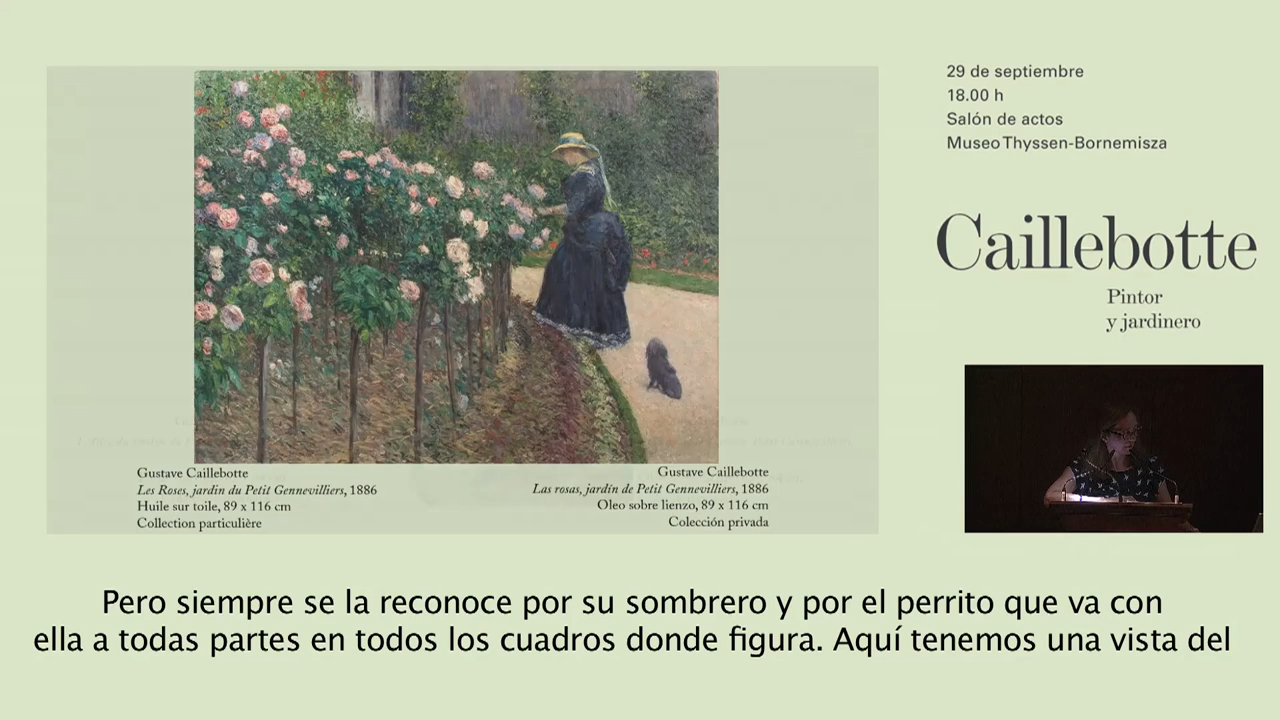 29 de septiembre
18.00 h
Salón de actos
Museo Thyssen-Bornemisza
Caillebotte
Pintor
y jardinero
Gustave Caillebotte
Les Roses, jardin du Petit Gennevilliers, 1886
Huile sur toile, 89 x 116 cm
Collection particulière
Gustave Caillebotte
Las rosas, jardín de Petit Gennevilliers, 1886
Oleo sobre lienzo, 89 x 116 cm
Colección privada
Pero siempre se la reconoce por su sombrero y por el perrito que va con
ella a todas partes en todos los cuadros donde figura. Aquí tenemos una vista del